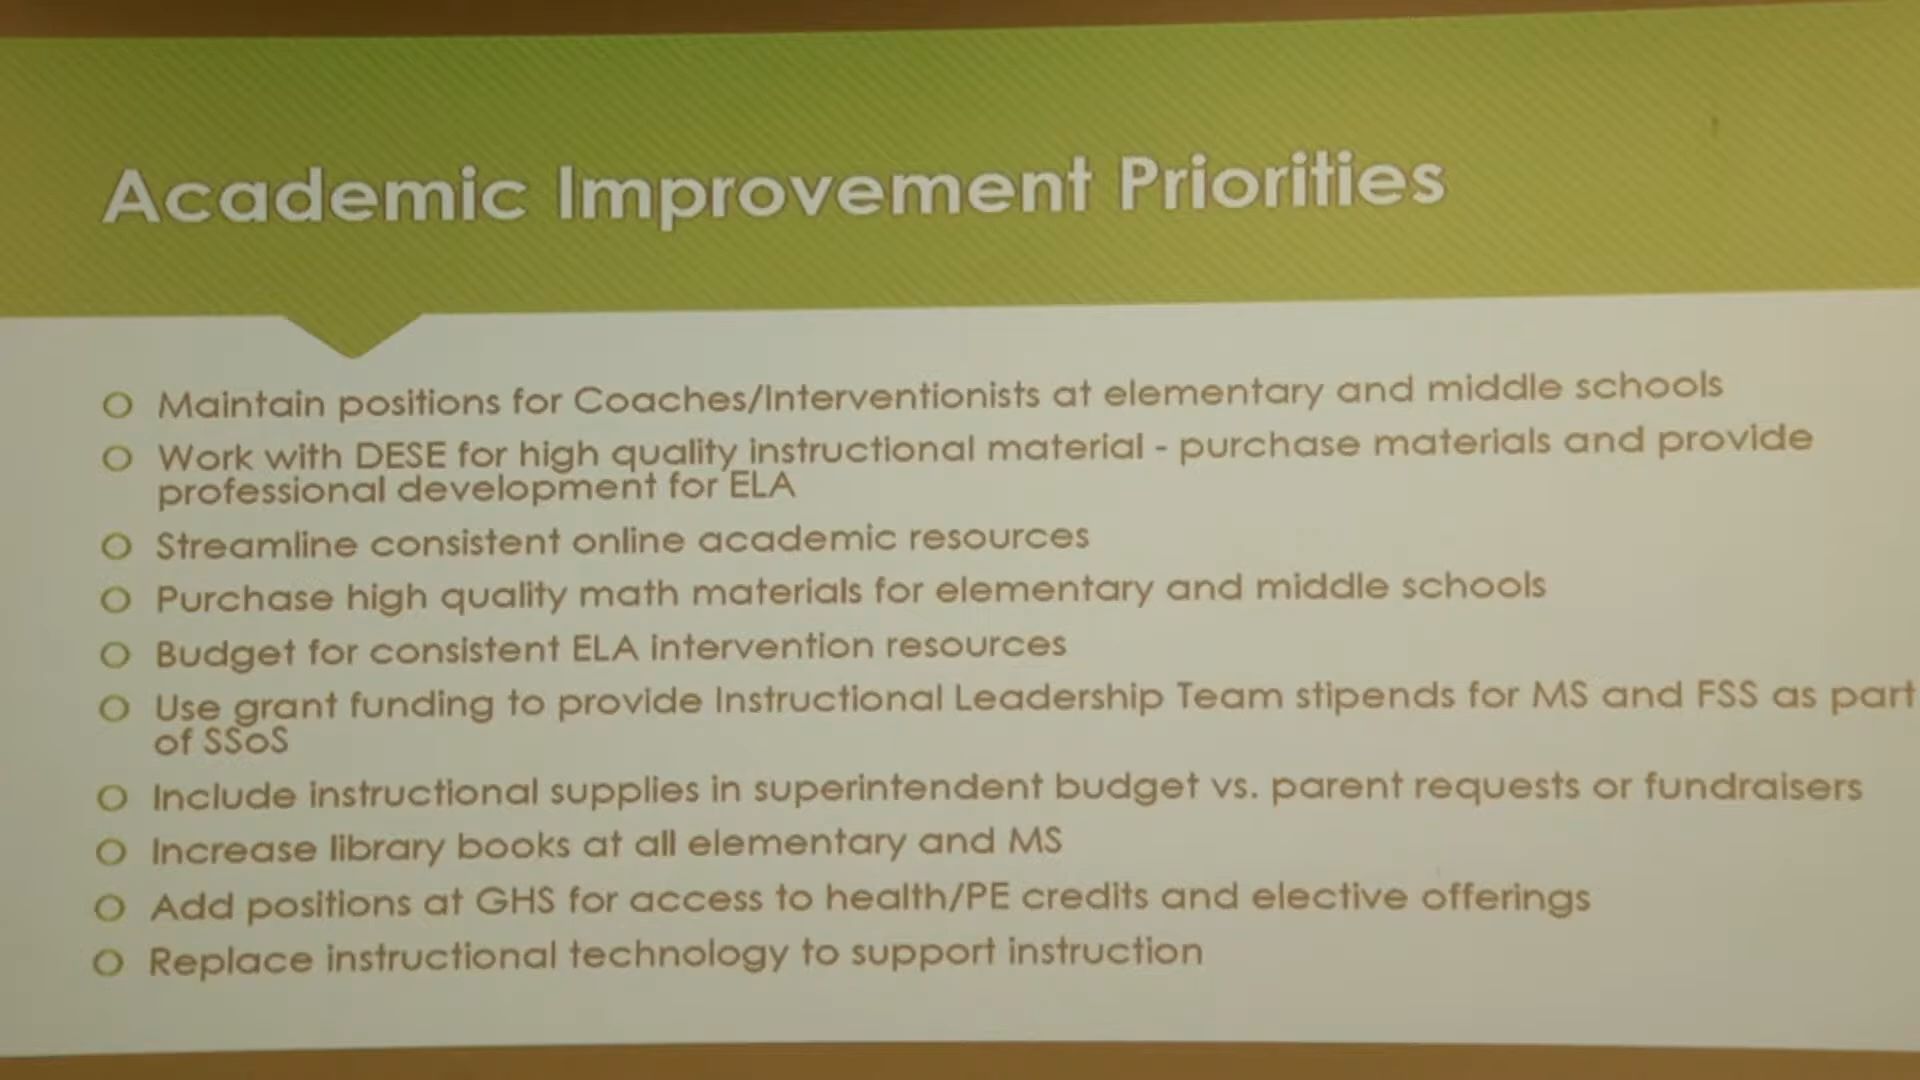 Academic Improvement Priorities
Maintain positions for Coaches/Interventionists at elementary and middle schools
Work with DESE for high quality instructional material - purchase materials and provide
professional development for ELA
Streamline consistent online academic resources
Purchase high quality math materials for elementary and middle schools
Budget for consistent ELA intervention resources
Use grant funding to provide Instructional Leadership Team stipends for MS and FSS as part
of SSoS
Include instructional supplies in superintendent budget vs. parent requests or fundraisers
Increase library books at all elementary and MS
Add positions at GHS for access to health/PE credits and elective offerings
Replace instructional technology to support instruction